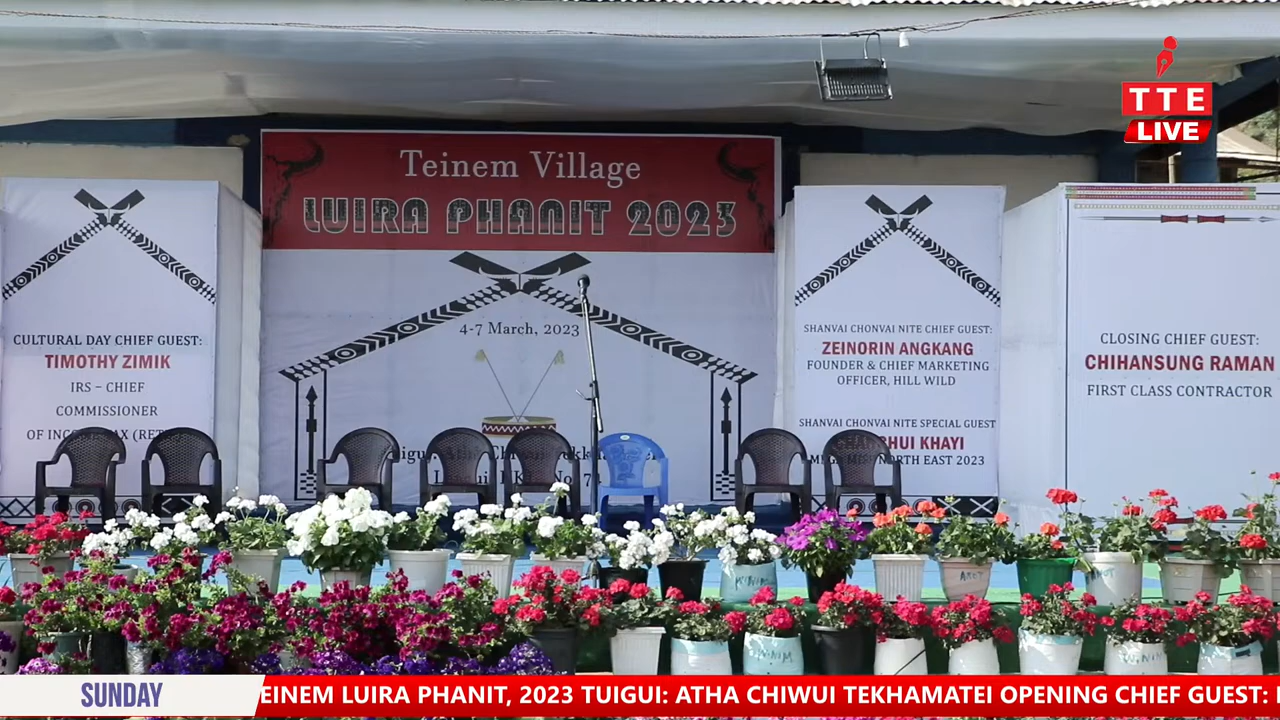 TTE
LIVE
Teinem Village
LUIRA PHANIT 2023
4-7 March, 2023
CULTURAL DAY CHIEF GUEST:
TIMOTHY ZIMIK
IRS – CHIEF
COMMISSIONER
OF
SHANVAI CHONVAI NITE CHIEF GUEST:
ZEINORIN ANGKANG
FOUNDER & CHIEF MARKETING
OFFICER, HILL WILD
SHANVAI CHONVAI NITE SPECIAL GUEST
KHAYI
NORTH EAST 2023
CLOSING CHIEF GUEST:
CHIHANSUNG RAMAN
FIRST CLASS CONTRACTOR
SUNDAY
EINEM LUIRA PHANIT, 2023 TUIGUI: ATHA CHIWUI TEKHAMATEI OPENING CHIEF GUEST: